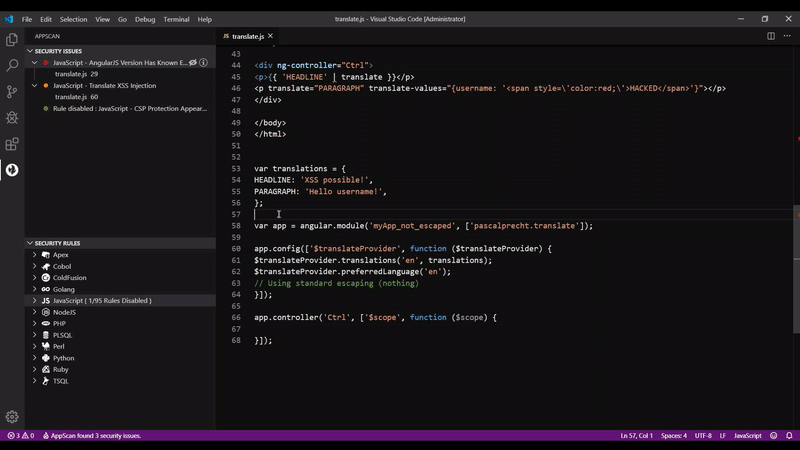 File Edit Selection View Go Debug Terminal Help
translate.js - Visual Studio Code [Administrator]
APPSCAN
SECURITY ISSUES
JavaScript - AngularJS Version Has Known E...
translate.js 29
JavaScript - Translate XSS Injection
translate.js 60
Rule disabled : JavaScript - CSP Protection Appear...
SECURITY RULES
Apex
Cobol
ColdFusion
Golang
JS JavaScript ( 1/95 Rules Disabled )
NodeJS
PHP
PLSQL
Perl
Python
Ruby
TSQL
translate.js
43
44 <div ng-controller="Ctrl">
45 <p>{{ 'HEADLINE' | translate }}</p>
46 <p translate="PARAGRAPH" translate-values="{username: '<span style=\'color:red;\'>HACKED</span>'}"></p>
47 </div>
48
49 </body>
50 </html>
51
52
53 var translations = {
54 HEADLINE: 'XSS possible!',
55 PARAGRAPH: 'Hello username!',
56 };
57
58 var app = angular.module('myApp_not_escaped', ['pascalprecht.translate']);
59
60 app.config(['$translateProvider', function ($translateProvider) {
61 $translateProvider.translations('en', translations);
62 $translateProvider.preferredLanguage('en');
63 // Using standard escaping (nothing)
64 }]);
65
66 app.controller('Ctrl', ['$scope', function ($scope) {
67
68 }]);
3 0 AppScan found 3 security issues.
Ln 57, Col 1 Spaces: 4 UTF-8 LF JavaScript